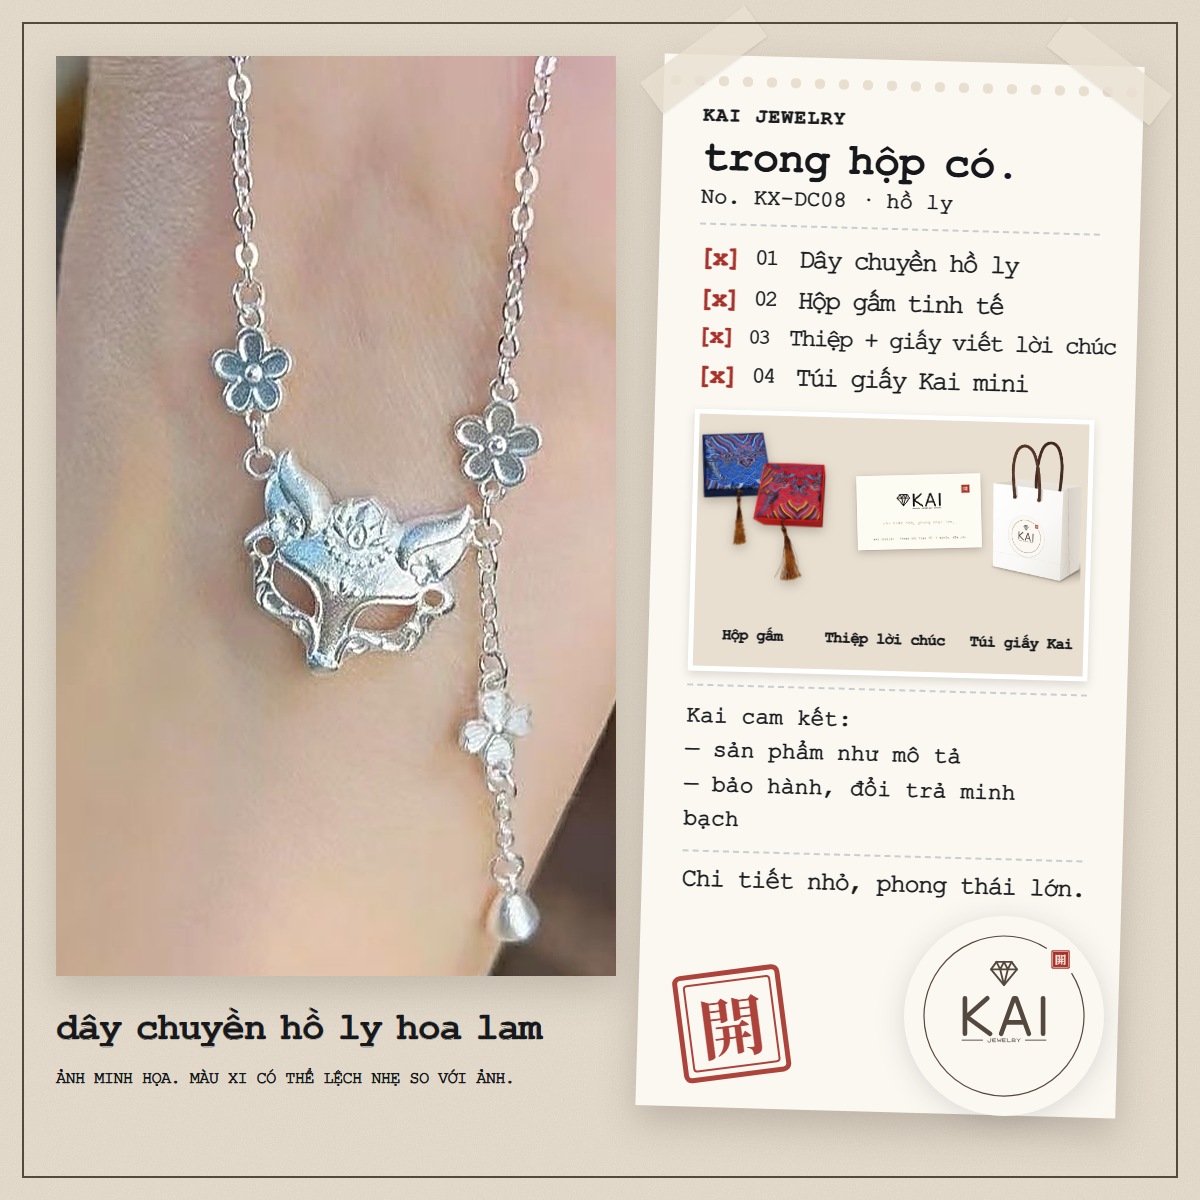 KAI JEWELRY
trong hộp có.
No. KX-DC08 · hồ ly
[x] 01 Dây chuyền hồ ly
[x] 02 Hộp gấm tinh tế
[x] 03 Thiệp + giấy viết lời chúc
[x] 04 Túi giấy Kai mini
KAI
KAI
Hộp gấm Thiệp lời chúc Túi giấy Kai
Kai cam kết:
— sản phẩm như mô tả
— bảo hành, đổi trả minh
bạch
Chi tiết nhỏ, phong thái lớn.
開
開
KAI
JEWELRY
dây chuyền hồ ly hoa lam
ẢNH MINH HỌA. MÀU XI CÓ THỂ LỆCH NHẸ SO VỚI ẢNH.